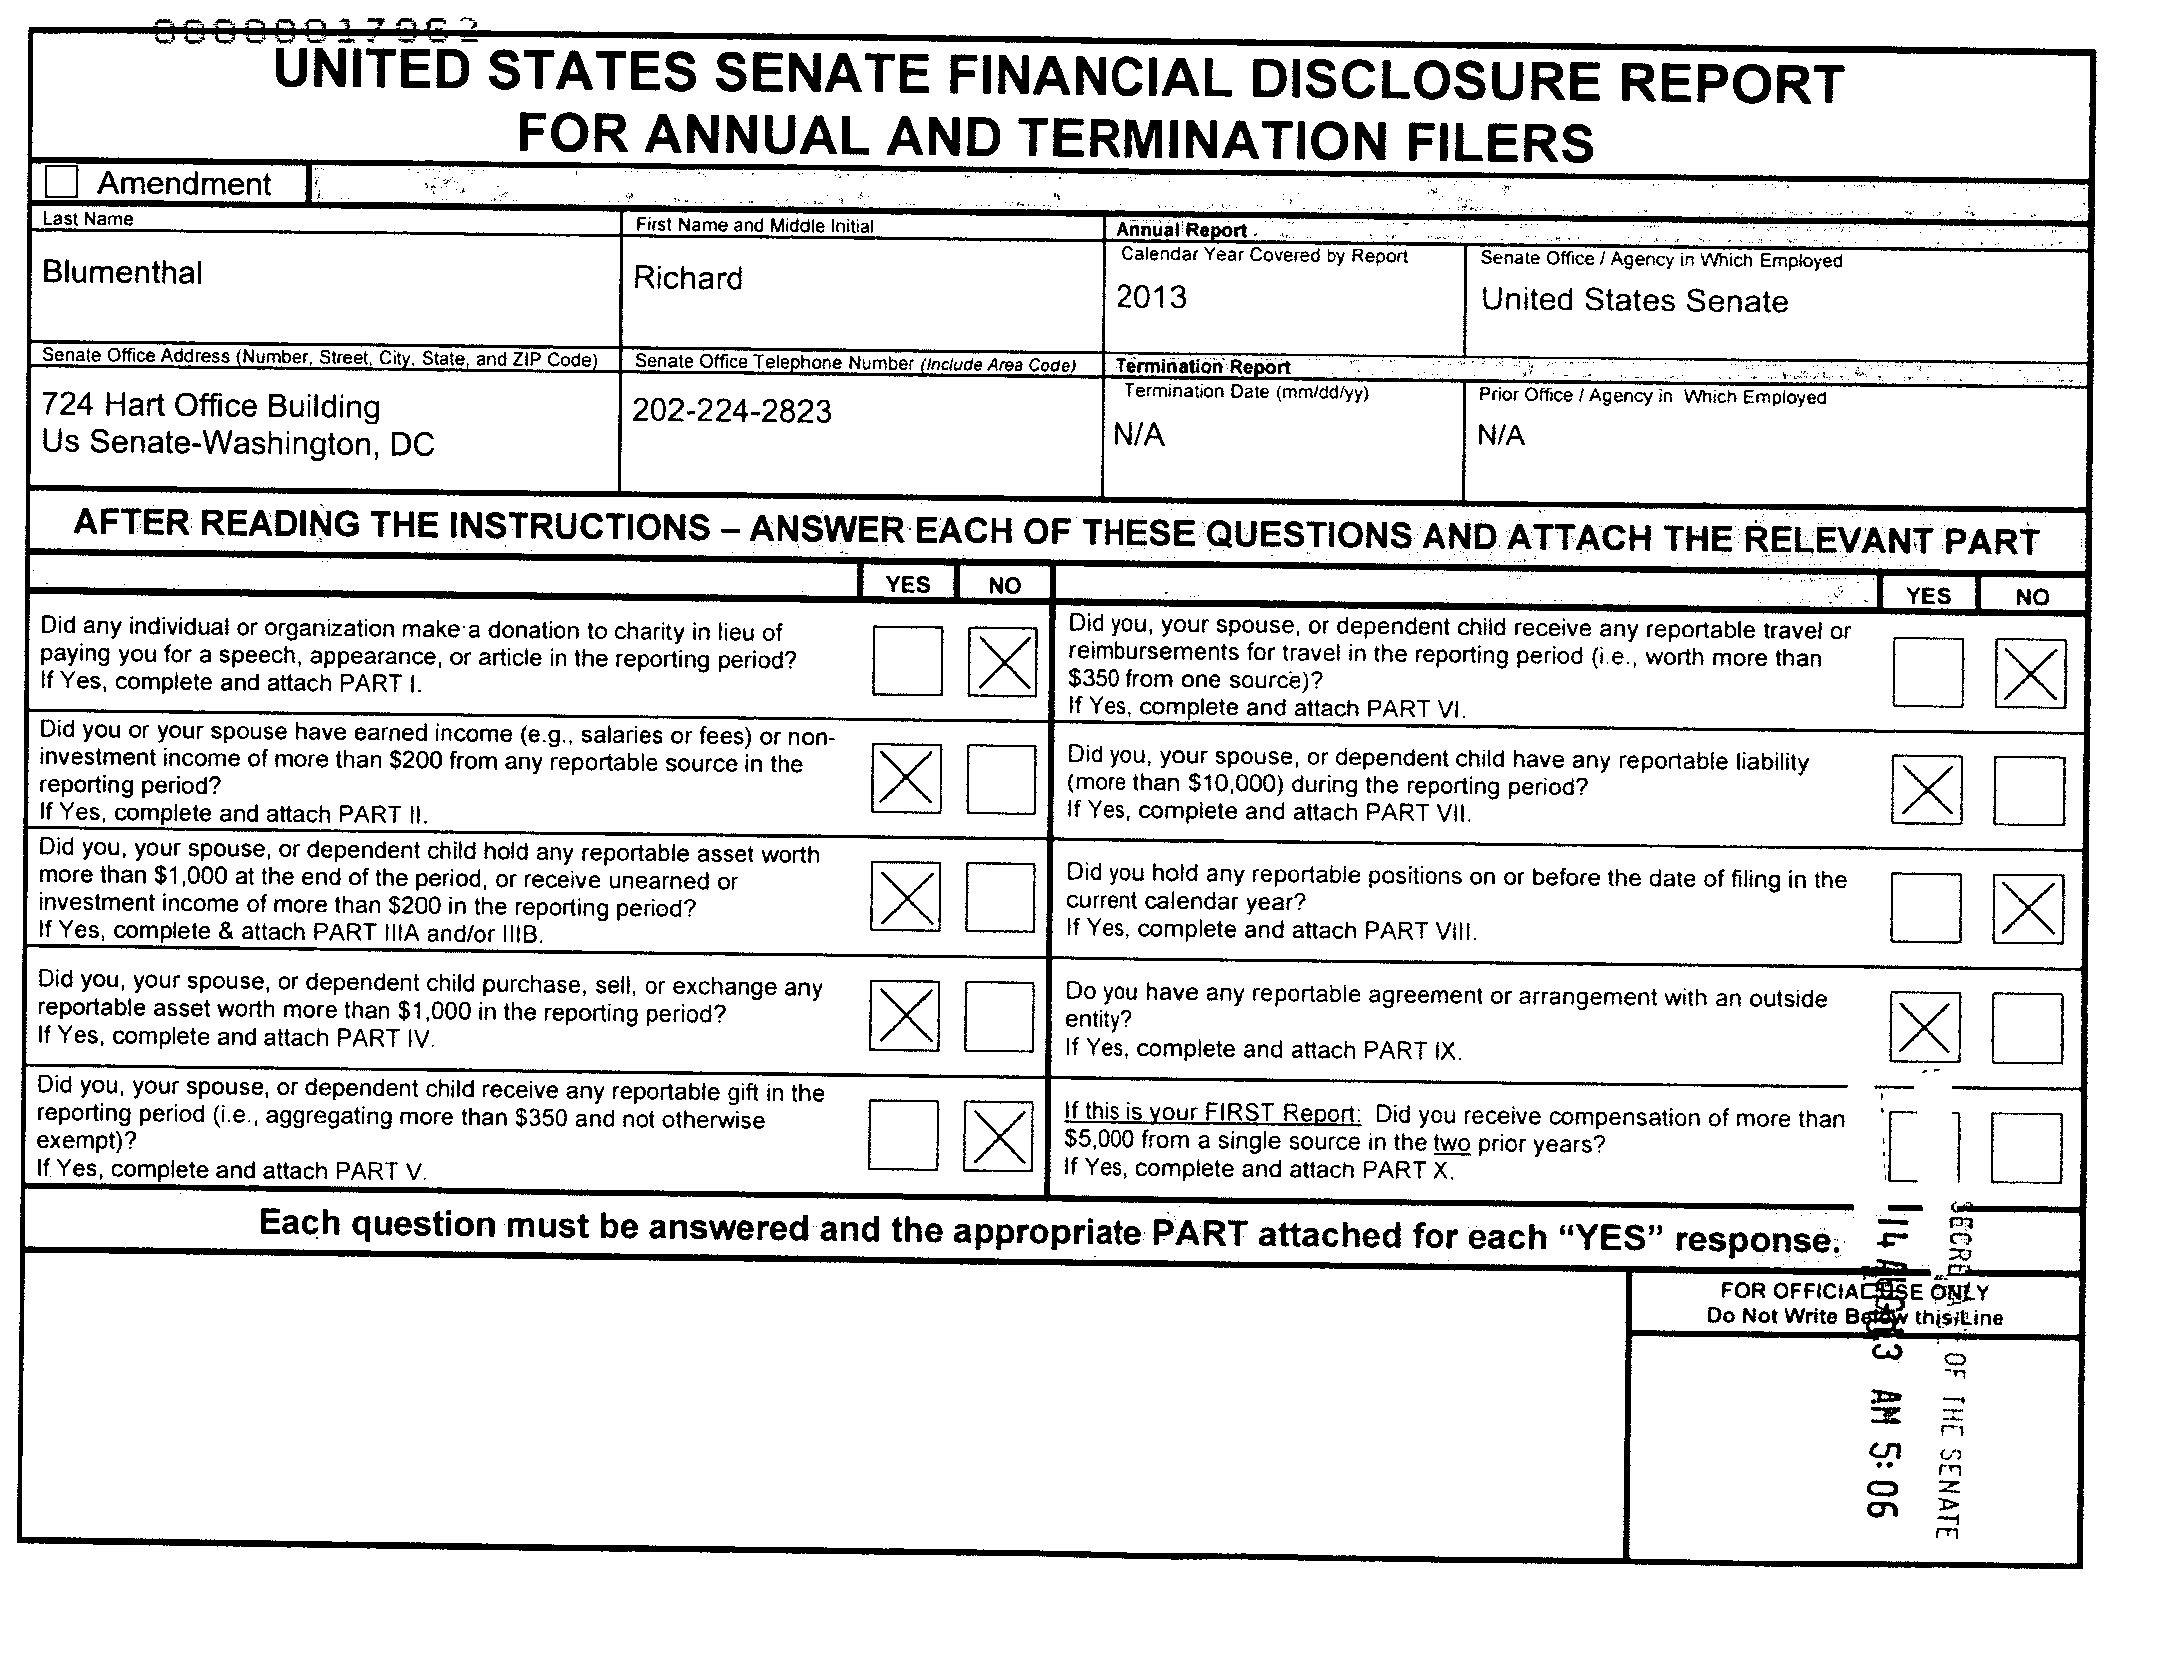 00000017062
UNITED STATES SENATE FINANCIAL DISCLOSURE REPORT
FOR ANNUAL AND TERMINATION FILERS
Amendment
Last Name
First Name and Middle Initial
Annual Report
Calendar Year Covered by Report
Senate Office / Agency in Which Employed
Blumenthal
Richard
2013
United States Senate
Senate Office Address (Number, Street, City, State, and ZIP Code)
Senate Office Telephone Number (Include Area Code)
Termination Report
Termination Date (mm/dd/yy)
Prior Office / Agency in Which Employed
724 Hart Office Building
Us Senate-Washington, DC
202-224-2823
N/A
N/A
AFTER READING THE INSTRUCTIONS – ANSWER EACH OF THESE QUESTIONS AND ATTACH THE RELEVANT PART
YES NO
YES NO
Did any individual or organization make a donation to charity in lieu of
paying you for a speech, appearance, or article in the reporting period?
If Yes, complete and attach PART I.
Did you, your spouse, or dependent child receive any reportable travel or
reimbursements for travel in the reporting period (i.e., worth more than
$350 from one source)?
If Yes, complete and attach PART VI.
Did you or your spouse have earned income (e.g., salaries or fees) or non-
investment income of more than $200 from any reportable source in the
reporting period?
If Yes, complete and attach PART II.
Did you, your spouse, or dependent child have any reportable liability
(more than $10,000) during the reporting period?
If Yes, complete and attach PART VII.
Did you, your spouse, or dependent child hold any reportable asset worth
more than $1,000 at the end of the period, or receive unearned or
investment income of more than $200 in the reporting period?
If Yes, complete & attach PART IIIA and/or IIIB.
Did you hold any reportable positions on or before the date of filing in the
current calendar year?
If Yes, complete and attach PART VIII.
Did you, your spouse, or dependent child purchase, sell, or exchange any
reportable asset worth more than $1,000 in the reporting period?
If Yes, complete and attach PART IV.
Do you have any reportable agreement or arrangement with an outside
entity?
If Yes, complete and attach PART IX.
Did you, your spouse, or dependent child receive any reportable gift in the
reporting period (i.e., aggregating more than $350 and not otherwise
exempt)?
If Yes, complete and attach PART V.
If this is your FIRST Report: Did you receive compensation of more than
$5,000 from a single source in the two prior years?
If Yes, complete and attach PART X.
Each question must be answered and the appropriate PART attached for each “YES” response.
FOR OFFICIAL USE ONLY
Do Not Write Below this Line
OF THE SENATE
AM 5:06